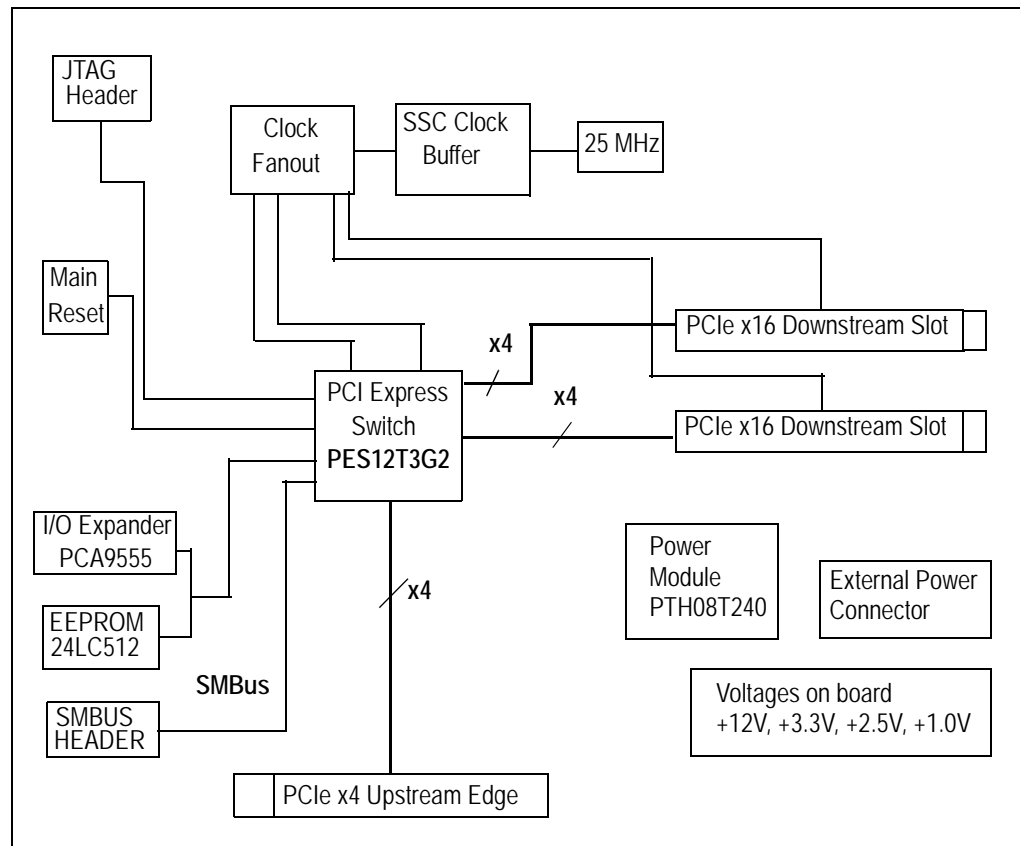 JTAG
Header
Clock
Fanout
SSC Clock
Buffer
25 MHz
Main
Reset
PCIe x16 Downstream Slot
x4
PCI Express
Switch
PES12T3G2
x4
PCIe x16 Downstream Slot
I/O Expander
PCA9555
EEPROM
24LC512
x4
Power
Module
PTH08T240
External Power
Connector
SMBus
SMBUS
HEADER
Voltages on board
+12V, +3.3V, +2.5V, +1.0V
PCIe x4 Upstream Edge